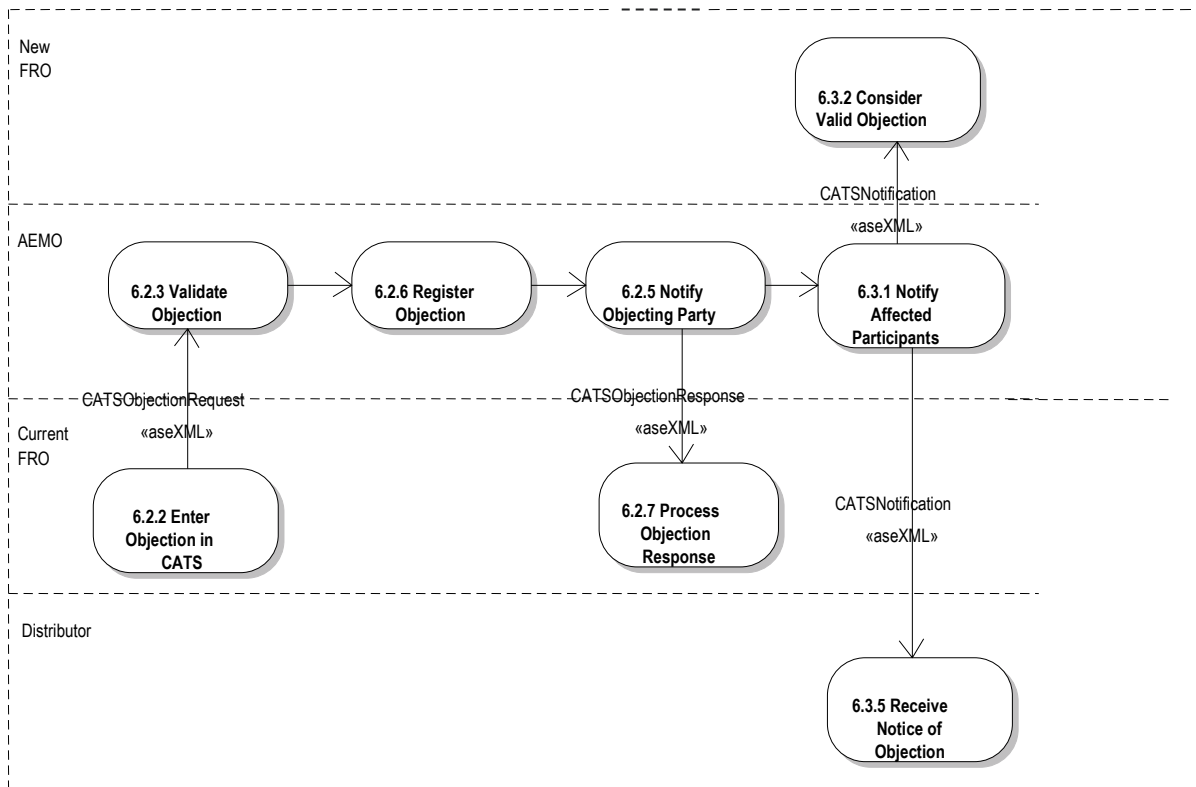 New
FRO
6.3.2 Consider
Valid Objection
CATSNotification
«aseXML»
AEMO
6.2.3 Validate
Objection
6.2.6 Register
Objection
6.2.5 Notify
Objecting Party
6.3.1 Notify
Affected
Participants
CATSObjectionRequest
«aseXML»
CATSObjectionResponse
«aseXML»
Current
FRO
6.2.2 Enter
Objection in
CATS
6.2.7 Process
Objection
Response
CATSNotification
«aseXML»
Distributor
6.3.5 Receive
Notice of
Objection